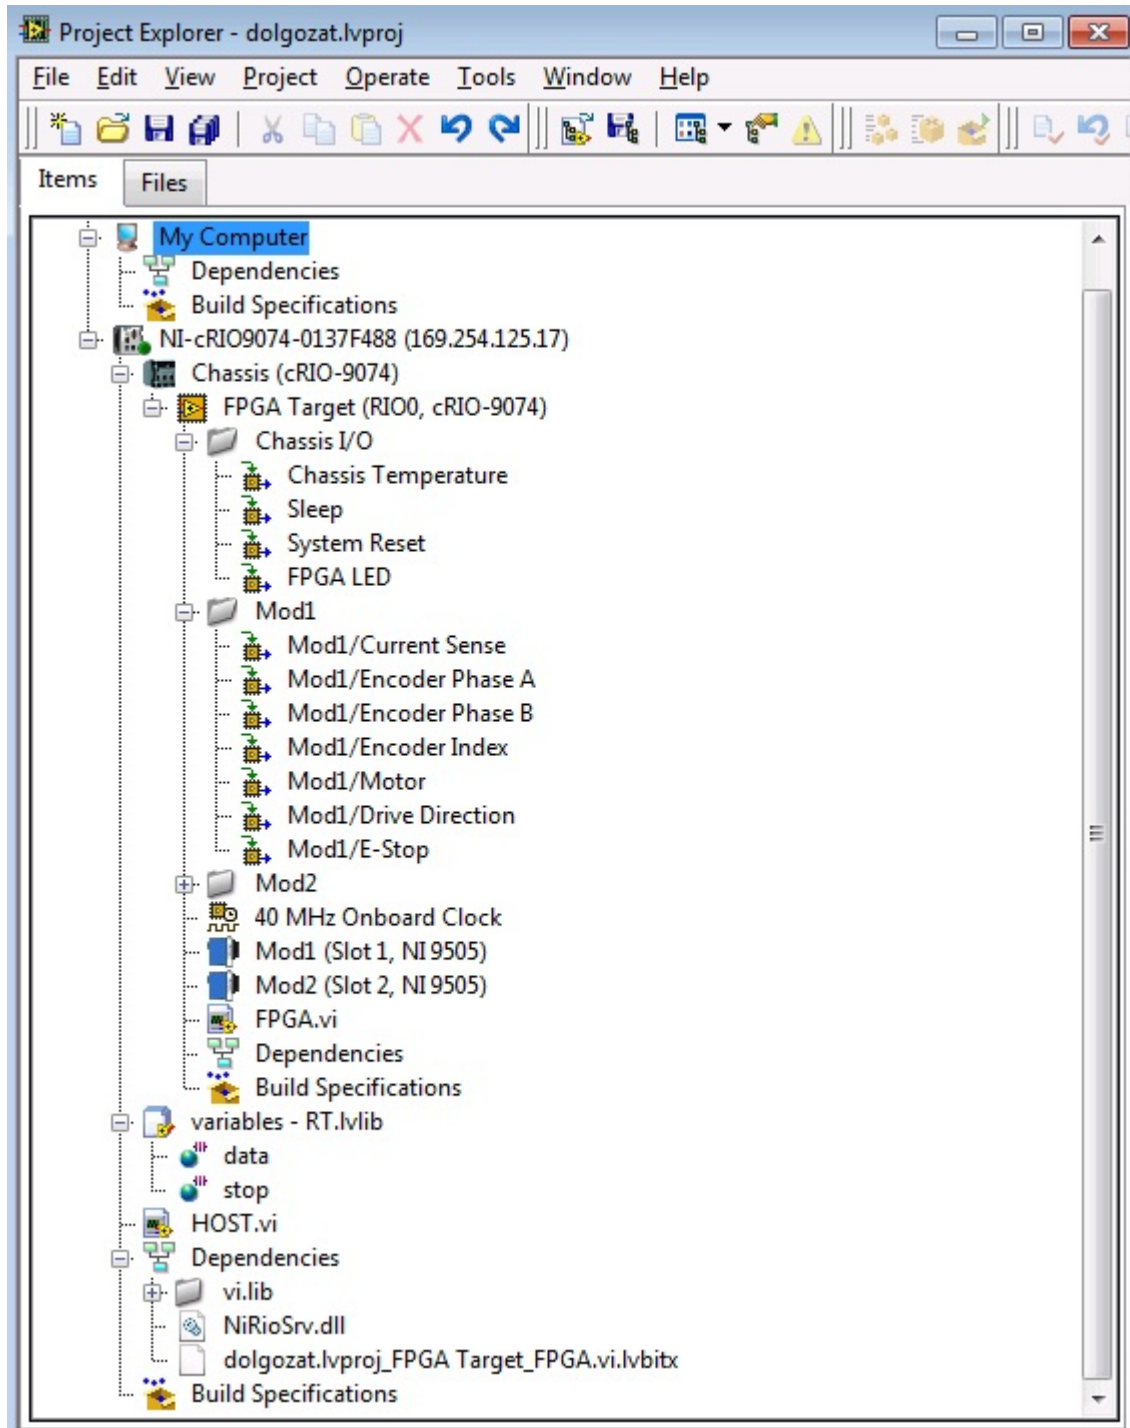 Project Explorer - dolgozat.lvproj
File Edit View Project Operate Tools Window Help
Items Files
My Computer
Dependencies
Build Specifications
NI-cRIO9074-0137F488 (169.254.125.17)
Chassis (cRIO-9074)
FPGA Target (RIO0, cRIO-9074)
Chassis I/O
Chassis Temperature
Sleep
System Reset
FPGA LED
Mod1
Mod1/Current Sense
Mod1/Encoder Phase A
Mod1/Encoder Phase B
Mod1/Encoder Index
Mod1/Motor
Mod1/Drive Direction
Mod1/E-Stop
Mod2
40 MHz Onboard Clock
Mod1 (Slot 1, NI 9505)
Mod2 (Slot 2, NI 9505)
FPGA.vi
Dependencies
Build Specifications
variables - RT.lvlib
data
stop
HOST.vi
Dependencies
vi.lib
NiRioSrv.dll
dolgozat.lvproj_FPGA Target_FPGA.vi.lvbitx
Build Specifications